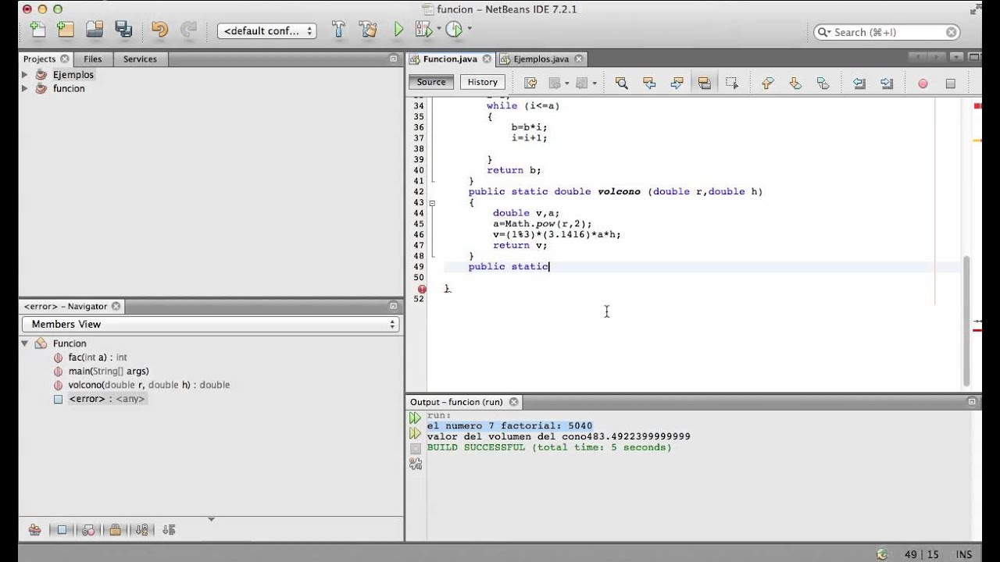 funcion - NetBeans IDE 7.2.1
<default conf...
Search (⌘+I)
Projects Files Services
Ejemplos
funcion
Funcion.java Ejemplos.java
Source History
34 while (i<=a)
35 {
36 b=b*i;
37 i=i+1;
38
39 }
40 return b;
41 }
42 public static double volcono (double r,double h)
43 {
44 double v,a;
45 a=Math.pow(r,2);
46 v=(1%3)*(3.1416)*a*h;
47 return v;
48 }
49 public static
50
}
52
<error> - Navigator
Members View
Funcion
fac(int a) : int
main(String[] args)
volcono(double r, double h) : double
<error> : <any>
Output - funcion (run)
run:
el numero 7 factorial: 5040
valor del volumen del cono483.4922399999999
BUILD SUCCESSFUL (total time: 5 seconds)
49 | 15 INS